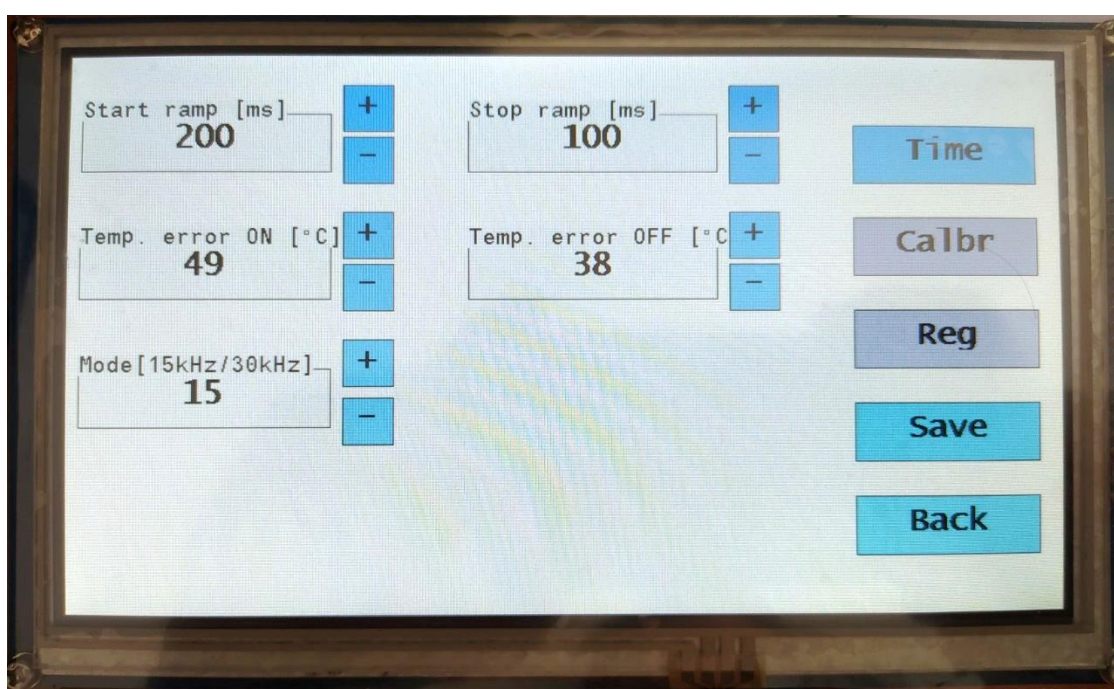 Start ramp [ms]
200
+
-
Stop ramp [ms]
100
+
-
Temp. error ON [°C]
49
+
-
Temp. error OFF [°C
38
+
-
Mode[15kHz/30kHz]
15
+
-
Time
Calbr
Reg
Save
Back